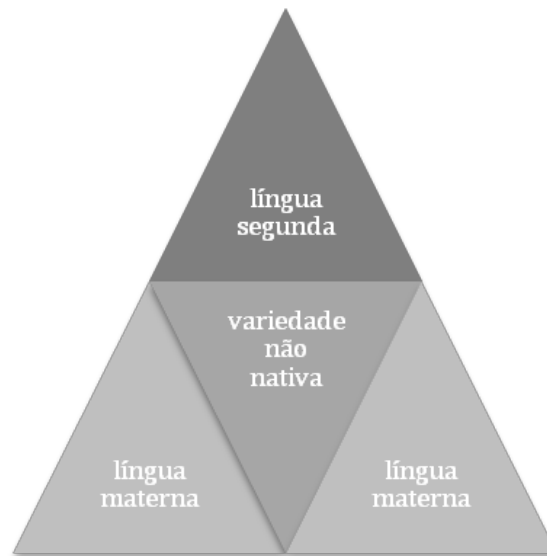 língua
segunda
variedade
não
nativa
língua
materna
língua
materna